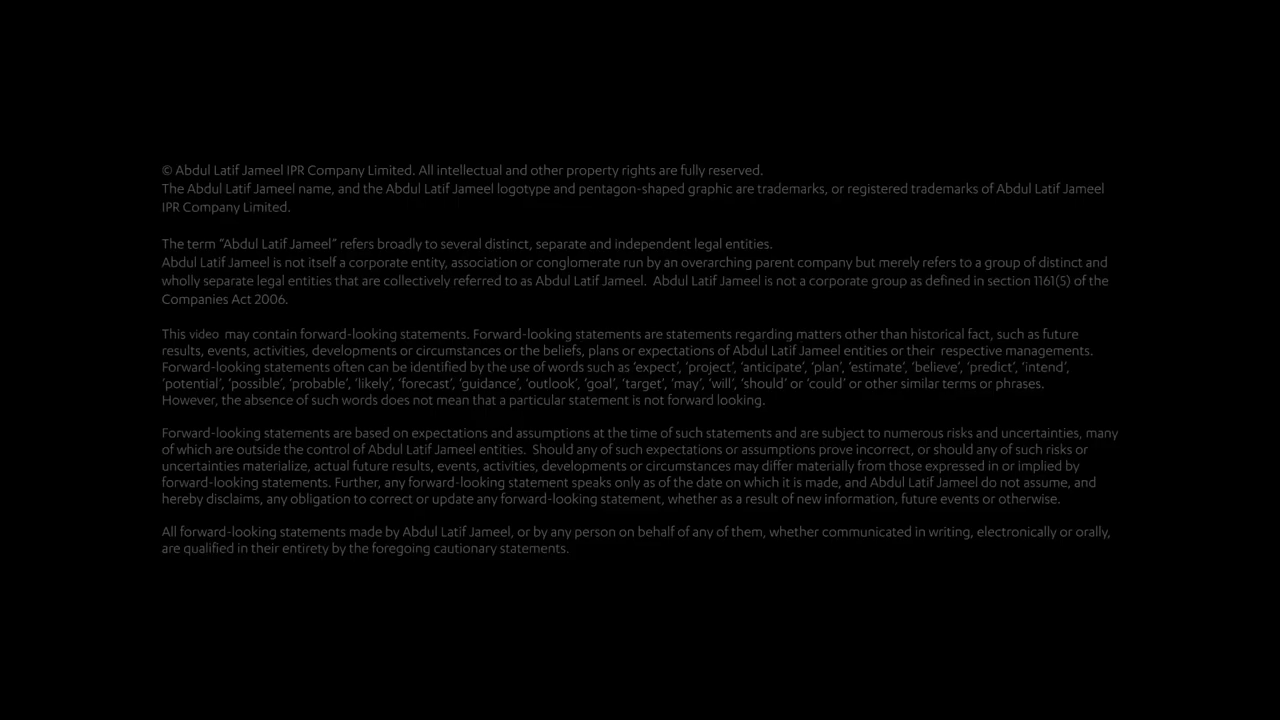 © Abdul Latif Jameel IPR Company Limited. All intellectual and other property rights are fully reserved.
The Abdul Latif Jameel name, and the Abdul Latif Jameel logotype and pentagon-shaped graphic are trademarks, or registered trademarks of Abdul Latif Jameel
IPR Company Limited.
The term “Abdul Latif Jameel” refers broadly to several distinct, separate and independent legal entities.
Abdul Latif Jameel is not itself a corporate entity, association or conglomerate run by an overarching parent company but merely refers to a group of distinct and
wholly separate legal entities that are collectively referred to as Abdul Latif Jameel.  Abdul Latif Jameel is not a corporate group as defined in section 1161(5) of the
Companies Act 2006.
This video  may contain forward-looking statements. Forward-looking statements are statements regarding matters other than historical fact, such as future
results, events, activities, developments or circumstances or the beliefs, plans or expectations of Abdul Latif Jameel entities or their  respective managements.
Forward-looking statements often can be identified by the use of words such as ‘expect’, ‘project’, ‘anticipate’, ‘plan’, ‘estimate’, ‘believe’, ‘predict’, ‘intend’,
‘potential’, ‘possible’, ‘probable’, ‘likely’, ‘forecast’, ‘guidance’, ‘outlook’, ‘goal’, ‘target’, ‘may’, ‘will’, ‘should’ or ‘could’ or other similar terms or phrases.
However, the absence of such words does not mean that a particular statement is not forward looking.
Forward-looking statements are based on expectations and assumptions at the time of such statements and are subject to numerous risks and uncertainties, many
of which are outside the control of Abdul Latif Jameel entities.  Should any of such expectations or assumptions prove incorrect, or should any of such risks or
uncertainties materialize, actual future results, events, activities, developments or circumstances may differ materially from those expressed in or implied by
forward-looking statements. Further, any forward-looking statement speaks only as of the date on which it is made, and Abdul Latif Jameel do not assume, and
hereby disclaims, any obligation to correct or update any forward-looking statement, whether as a result of new information, future events or otherwise.
All forward-looking statements made by Abdul Latif Jameel, or by any person on behalf of any of them, whether communicated in writing, electronically or orally,
are qualified in their entirety by the foregoing cautionary statements.